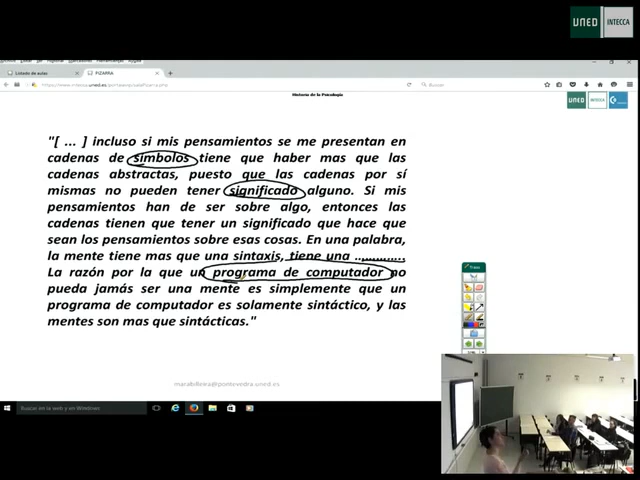 UNED INTECCA
Listado de aulas
PIZARRA
Buscar
Historia de la Psicología
UNED
"[ ... ] incluso si mis pensamientos se me presentan en
cadenas de símbolos tiene que haber mas que las
cadenas abstractas, puesto que las cadenas por sí
mismas no pueden tener significado alguno. Si mis
pensamientos han de ser sobre algo, entonces las
cadenas tienen que tener un significado que hace que
sean los pensamientos sobre esas cosas. En una palabra,
la mente tiene mas que una sintaxis, tiene una ............
La razón por la que un programa de computador no
pueda jamás ser una mente es simplemente que un
programa de computador es solamente sintáctico, y las
mentes son mas que sintácticas."
Buscar en la web y en Windows